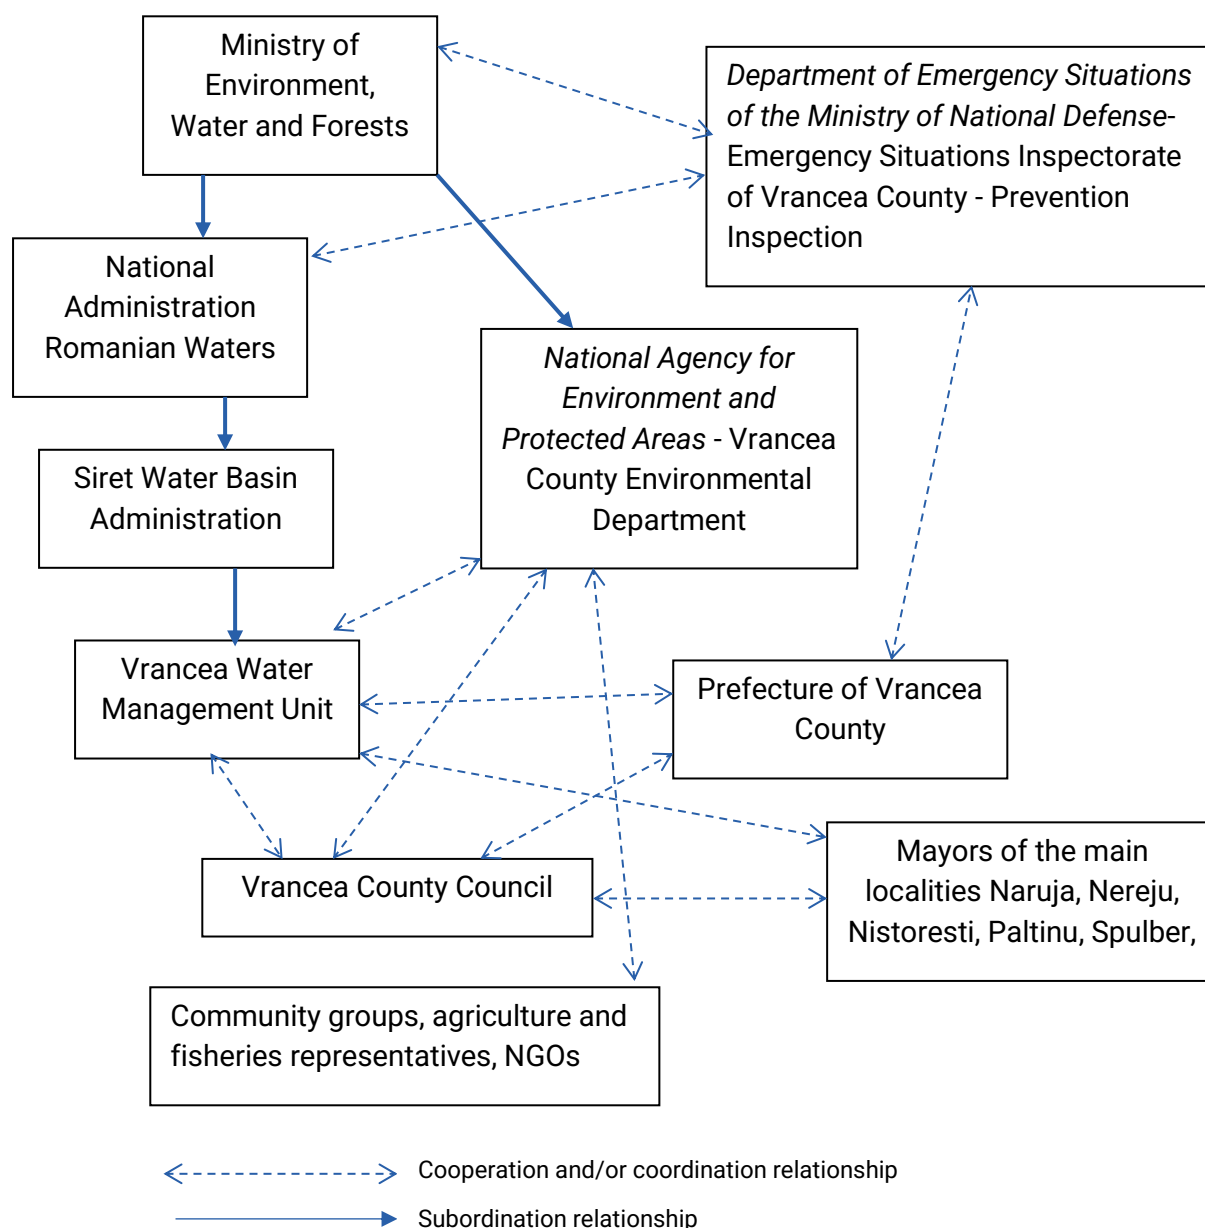 Ministry of
Environment,
Water and Forests
Department of Emergency Situations
of the Ministry of National Defense-
Emergency Situations Inspectorate
of Vrancea County - Prevention
Inspection
National
Administration
Romanian Waters
National Agency for
Environment and
Protected Areas - Vrancea
County Environmental
Department
Siret Water Basin
Administration
Vrancea Water
Management Unit
Prefecture of Vrancea
County
Vrancea County Council
Mayors of the main
localities Naruja, Nereju,
Nistoresti, Paltinu, Spulber,
Community groups, agriculture and
fisheries representatives, NGOs
Cooperation and/or coordination relationship
Subordination relationship